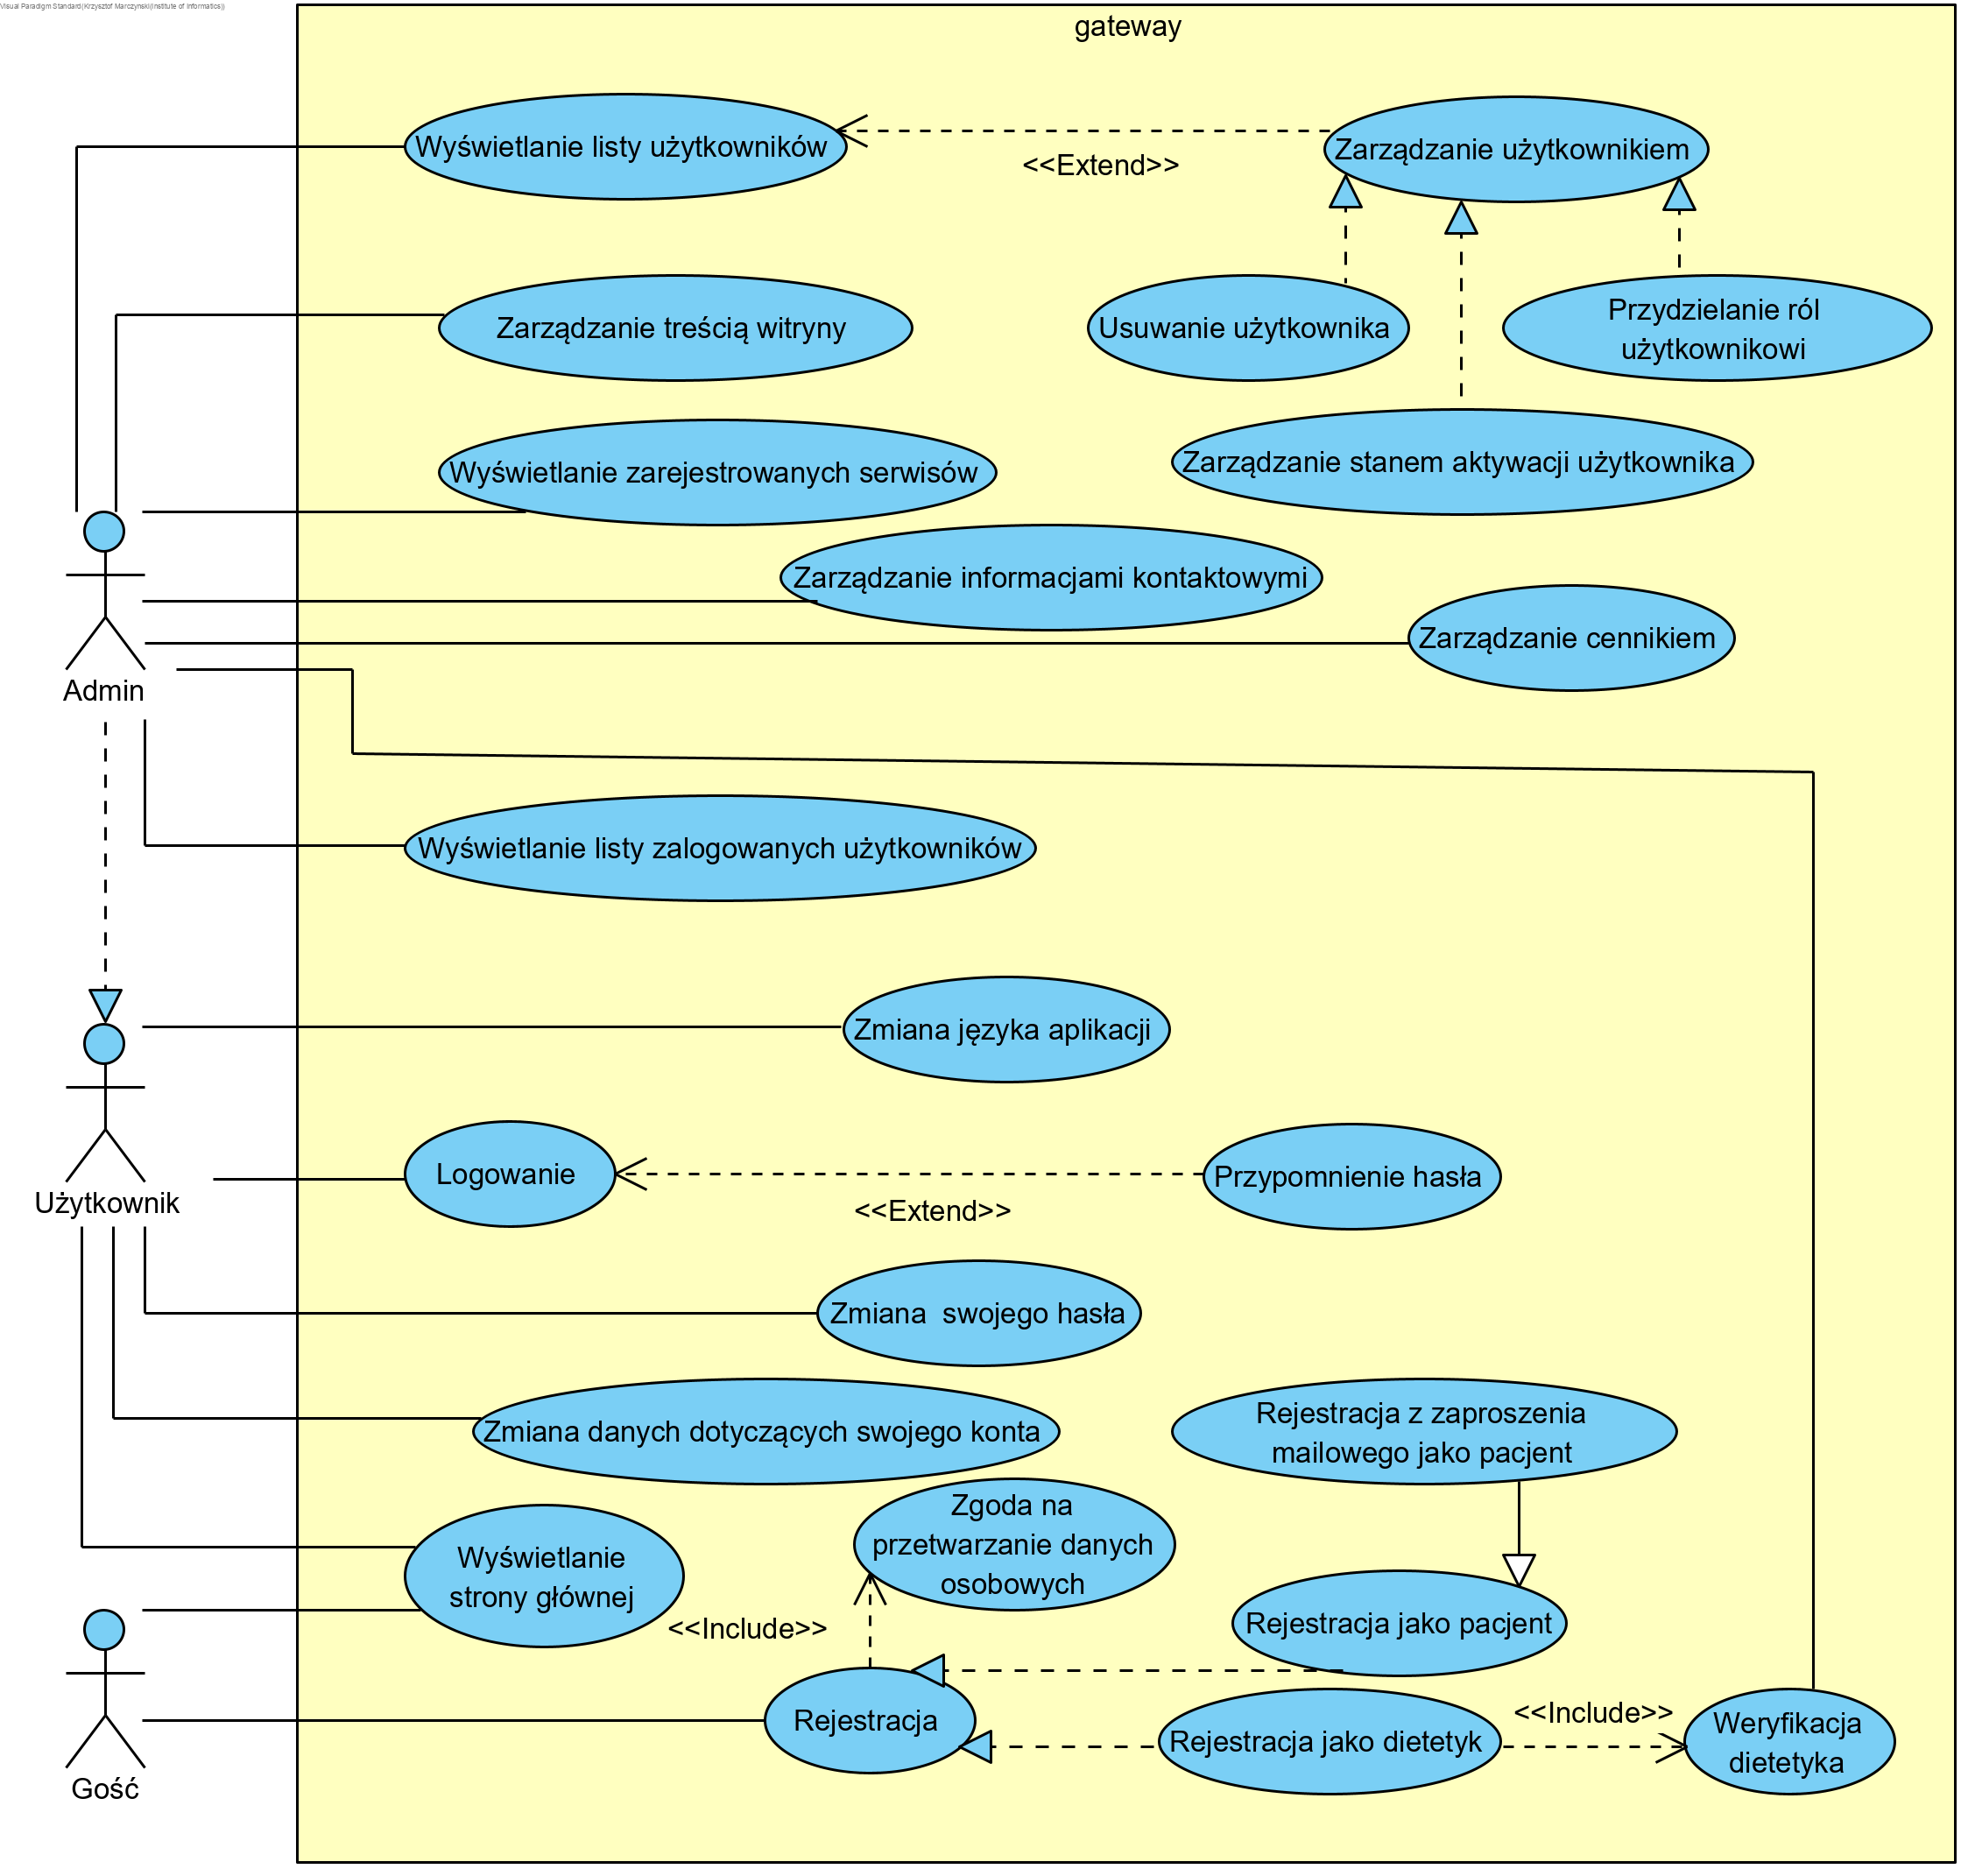 Visual Paradigm Standard(Krzysztof Marczynski(Institute of Informatics))
gateway
Wyświetlanie listy użytkowników
Zarządzanie użytkownikiem
<<Extend>>
Zarządzanie treścią witryny
Usuwanie użytkownika
Przydzielanie ról
użytkownikowi
Wyświetlanie zarejestrowanych serwisów
Zarządzanie stanem aktywacji użytkownika
Zarządzanie informacjami kontaktowymi
Zarządzanie cennikiem
Admin
Wyświetlanie listy zalogowanych użytkowników
Zmiana języka aplikacji
Logowanie
Przypomnienie hasła
<<Extend>>
Użytkownik
Zmiana  swojego hasła
Zmiana danych dotyczących swojego konta
Rejestracja z zaproszenia
mailowego jako pacjent
Zgoda na
przetwarzanie danych
osobowych
Wyświetlanie
strony głównej
<<Include>>
Rejestracja jako pacjent
Rejestracja
Rejestracja jako dietetyk
<<Include>>
Weryfikacja
dietetyka
Gość